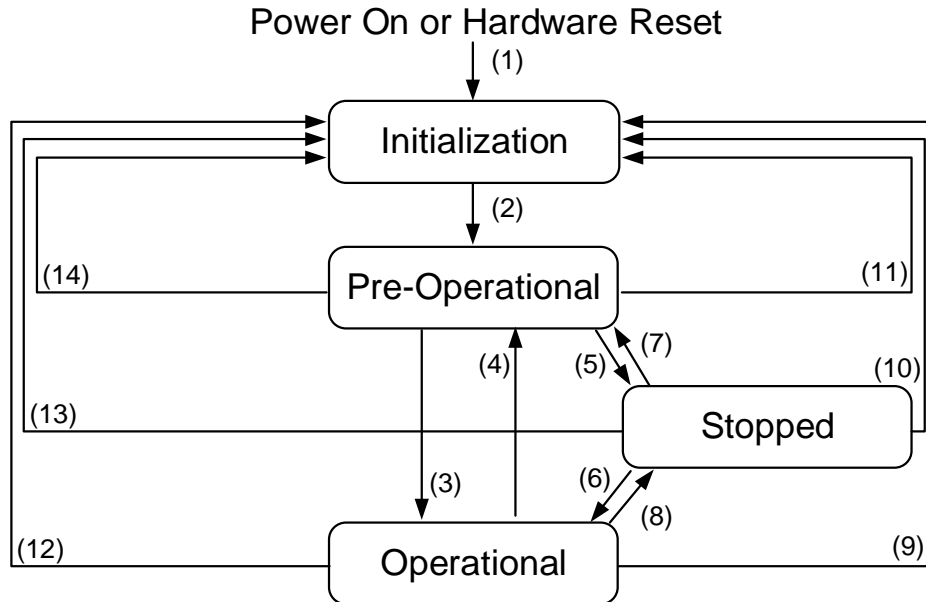 Power On or Hardware Reset
(1)
Initialization
(2)
(14)
Pre-Operational
(11)
(4)
(5)
(7)
(10)
(13)
Stopped
(3)
(6)
(8)
(12)
Operational
(9)